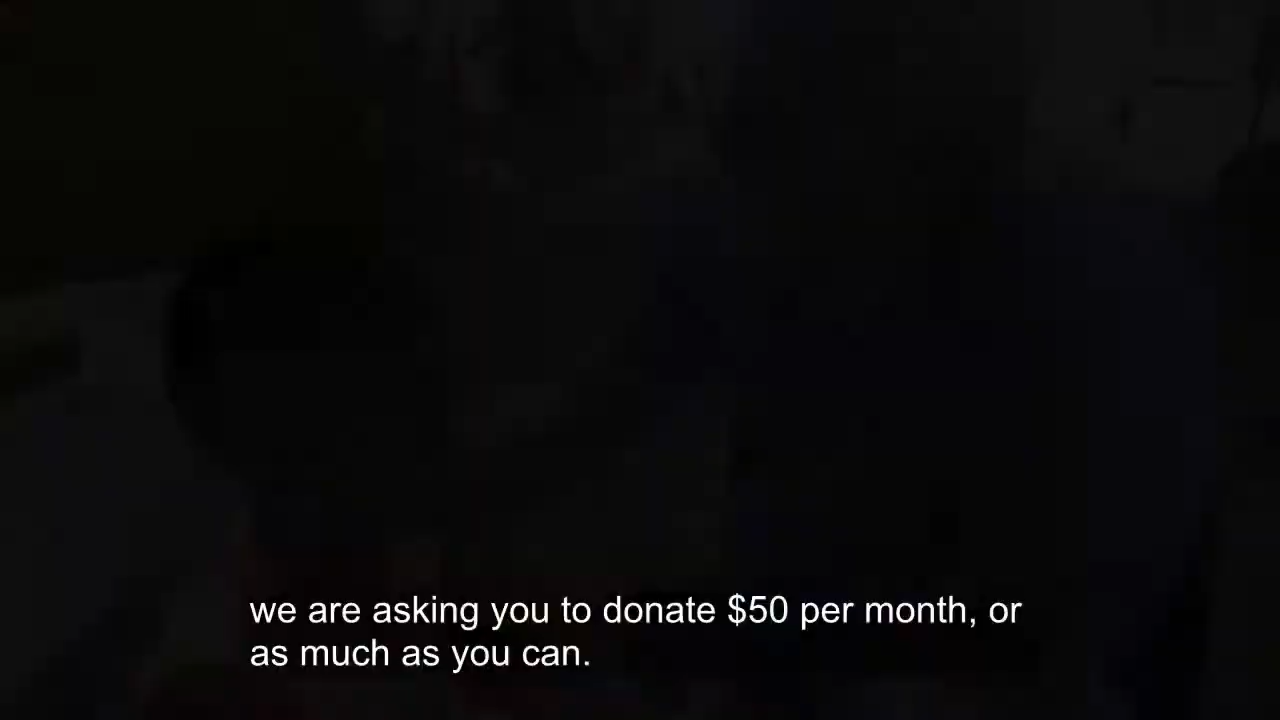 we are asking you to donate $50 per month, or
as much as you can.